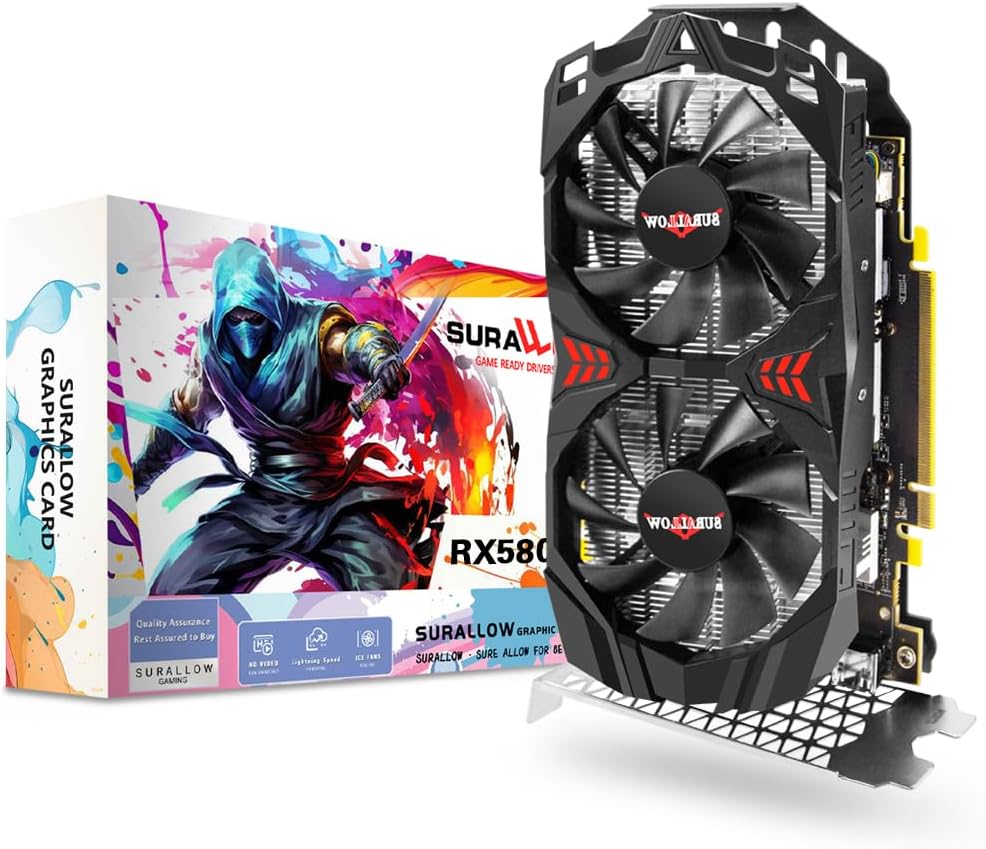 SURALLOW
GRAPHICS CARD
SURALL
GAME READY DRIVERS
RX580
Quality Assurance
Rest Assured to Buy
SURALLOW
GAMING
HD VIDEO
Lightning Speed
ICE FANS
SURALLOW GRAPHIC
SURALLOW - SURE ALLOW FOR BE
SURALLOW
SURALLOW